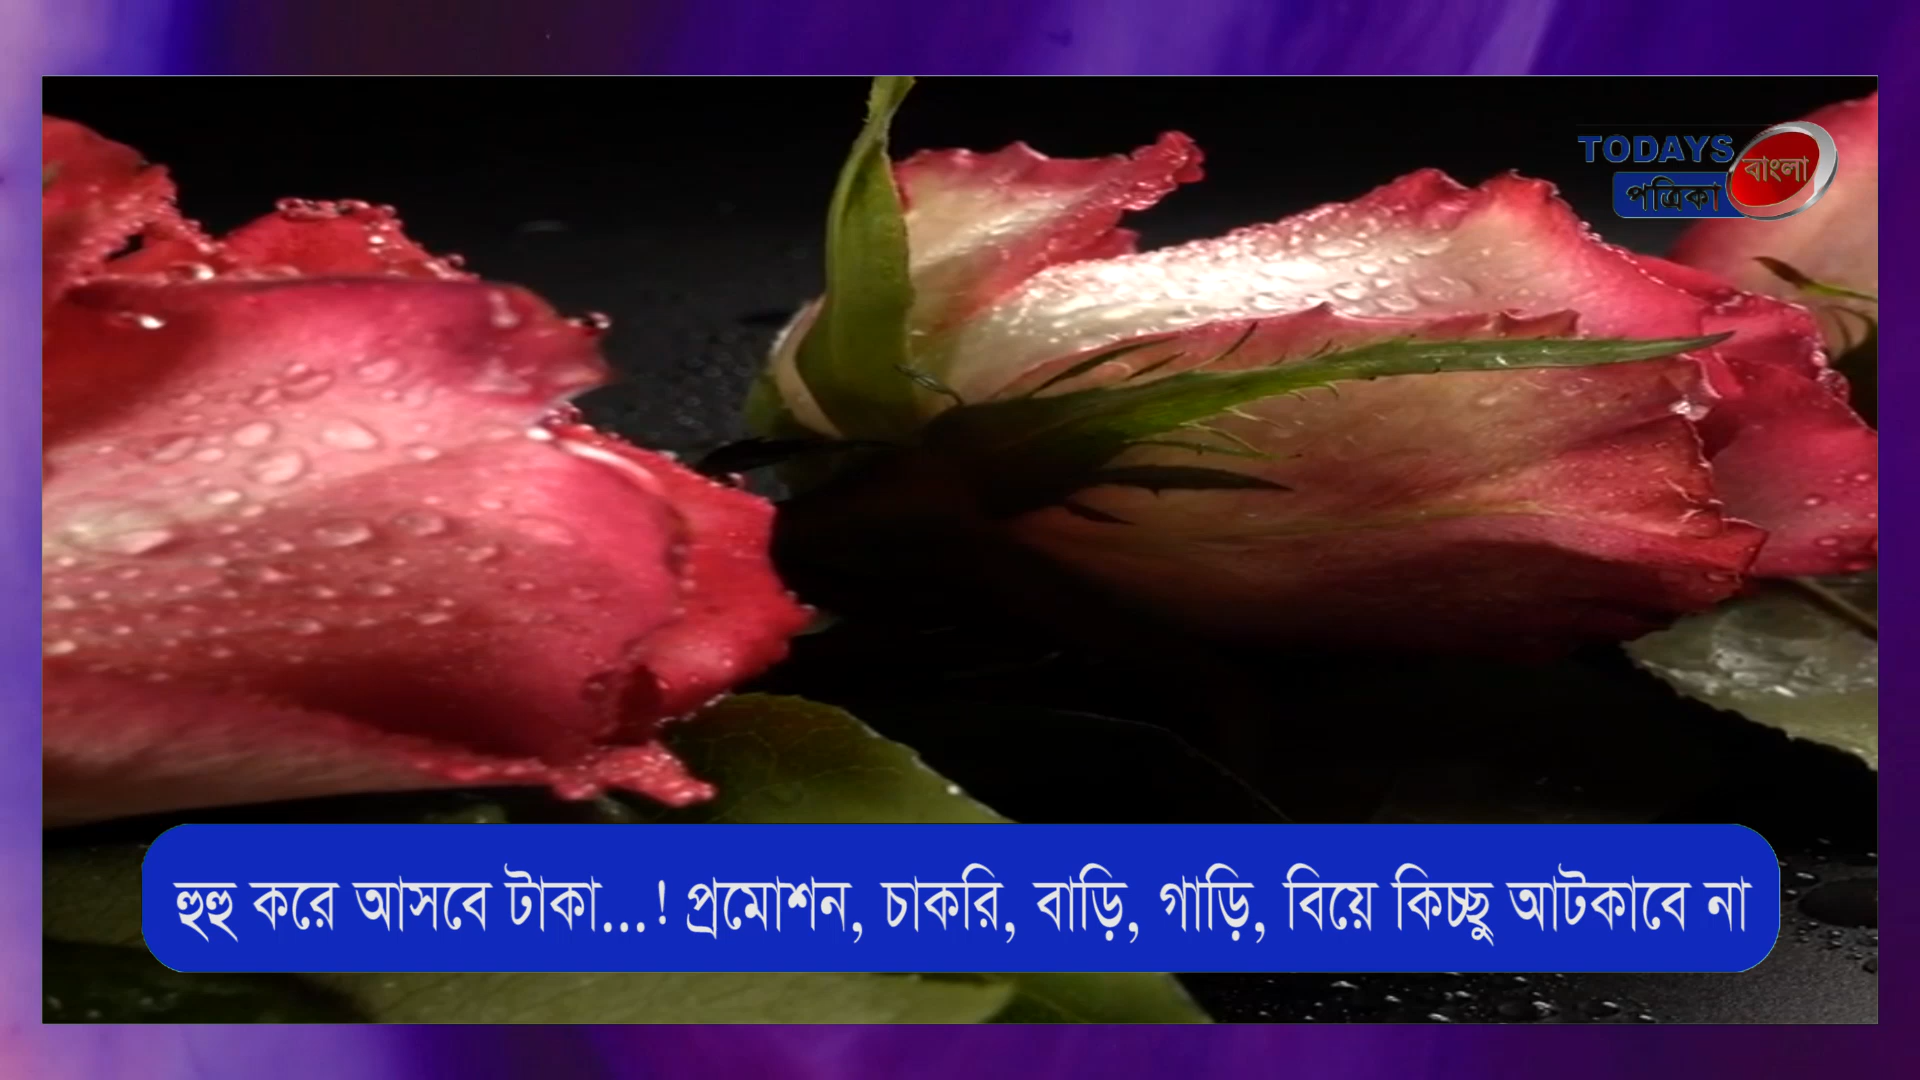 TODAYS
পত্রিকা বাংলা
হুহু করে আসবে টাকা...! প্রমোশন, চাকরি, বাড়ি, গাড়ি, বিয়ে কিচ্ছু আটকাবে না